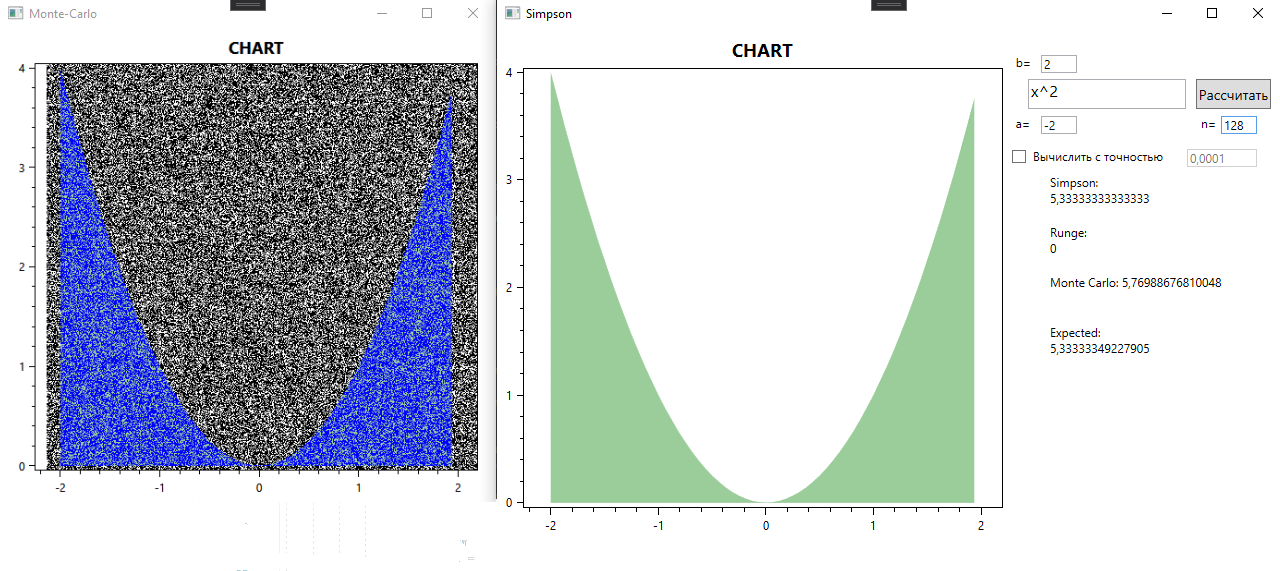 Monte-Carlo
CHART
4
3
2
1
0
-2
-1
0
1
2
Simpson
CHART
4
3
2
1
0
-2
-1
0
1
2
b= 2
x^2
Рассчитать
a= -2
n= 128
Вычислить с точностью 0,0001
Simpson:
5,33333333333333
Runge:
0
Monte Carlo: 5,76988676810048
Expected:
5,33333349227905